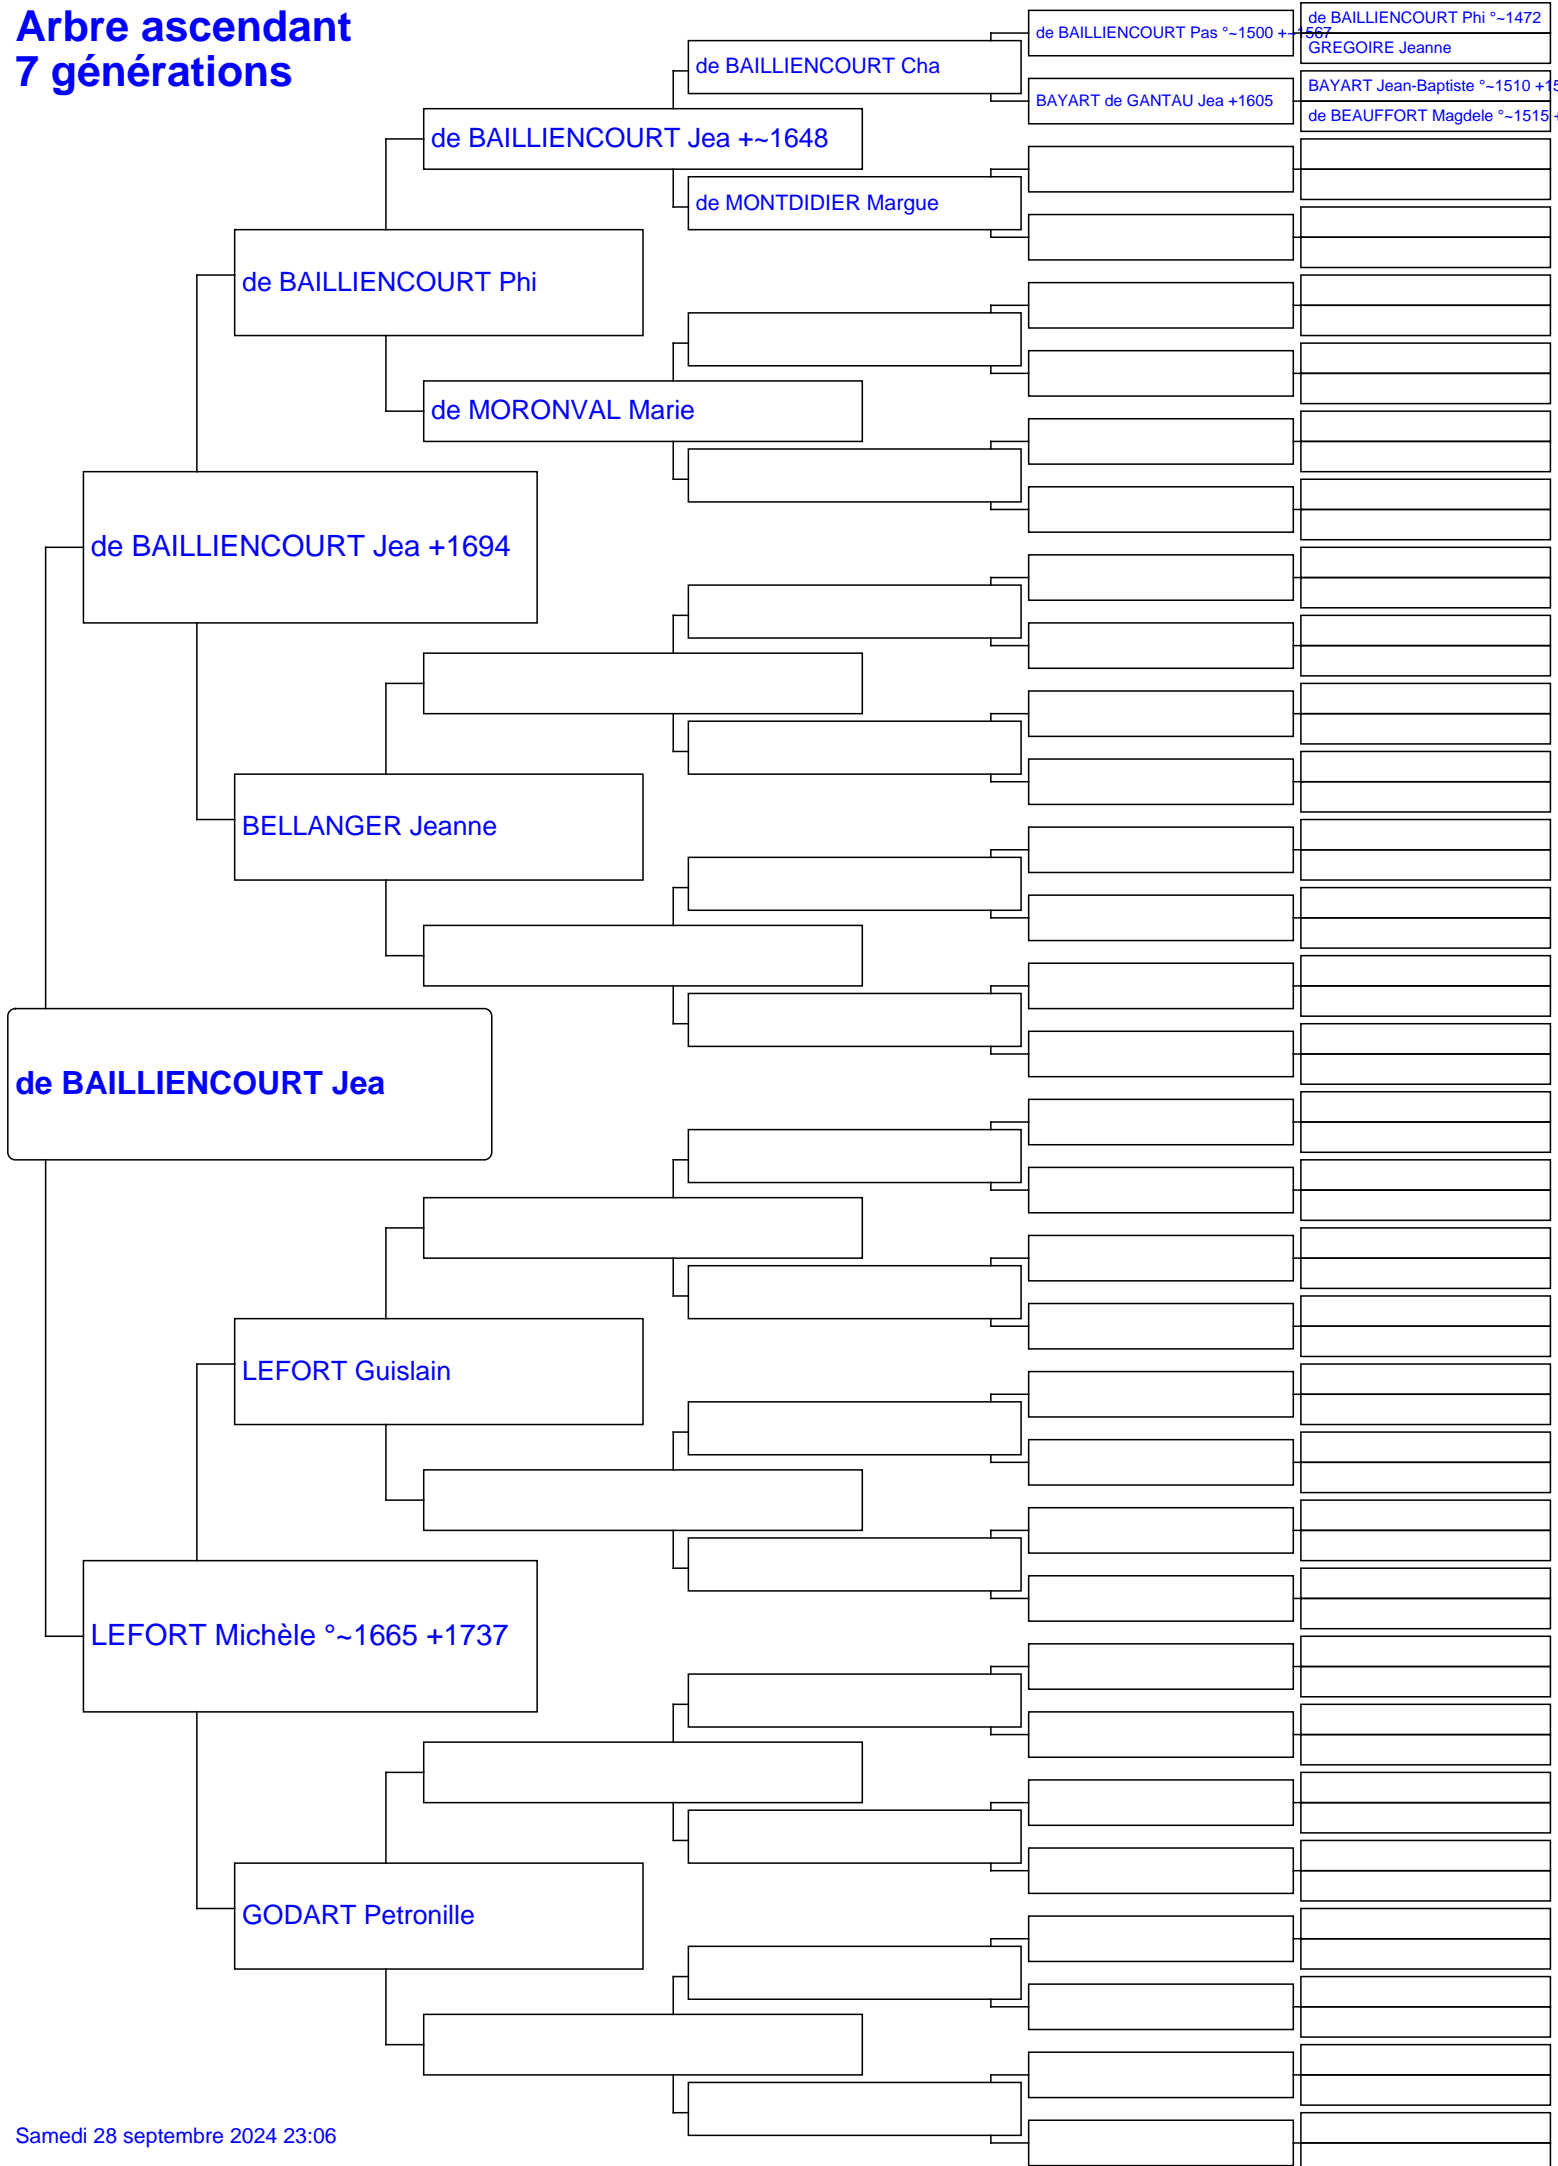 Arbre ascendant
7 générations
de BAILLIENCOURT Phi °~1472
de BAILLIENCOURT Pas °~1500 +~1567
GREGOIRE Jeanne
de BAILLIENCOURT Cha
BAYART Jean-Baptiste °~1510 +15
BAYART de GANTAU Jea +1605
de BEAUFFORT Magdele °~1515 +
de BAILLIENCOURT Jea +~1648
de MONTDIDIER Margue
de BAILLIENCOURT Phi
de MORONVAL Marie
de BAILLIENCOURT Jea +1694
BELLANGER Jeanne
de BAILLIENCOURT Jea
LEFORT Guislain
LEFORT Michèle °~1665 +1737
GODART Petronille
Samedi 28 septembre 2024 23:06